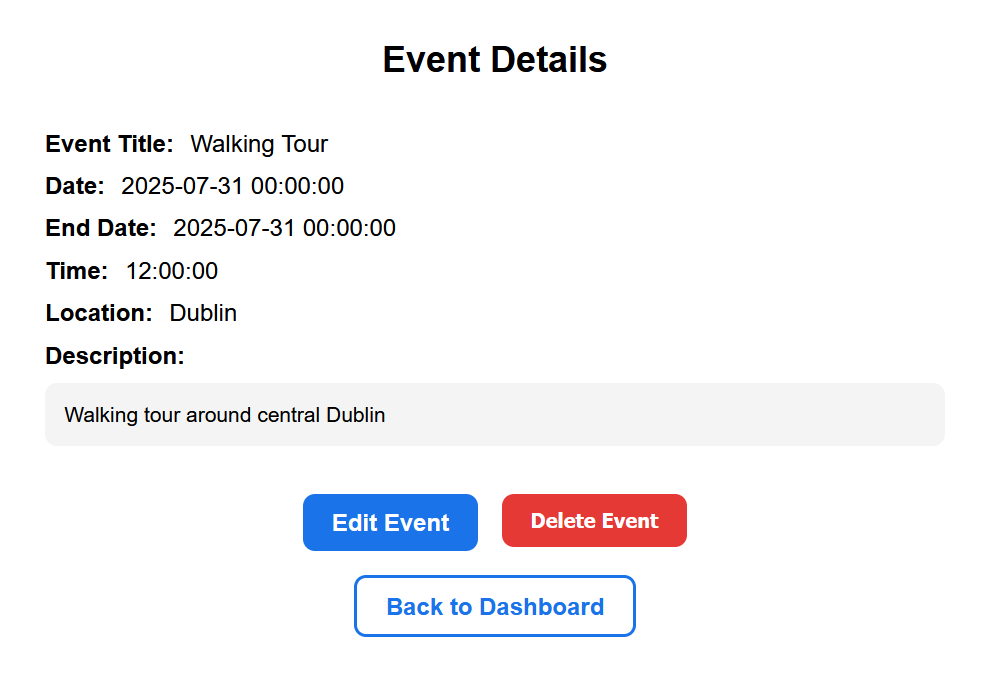 Event Details
Event Title: Walking Tour
Date: 2025-07-31 00:00:00
End Date: 2025-07-31 00:00:00
Time: 12:00:00
Location: Dublin
Description:
Walking tour around central Dublin
Edit Event Delete Event
Back to Dashboard